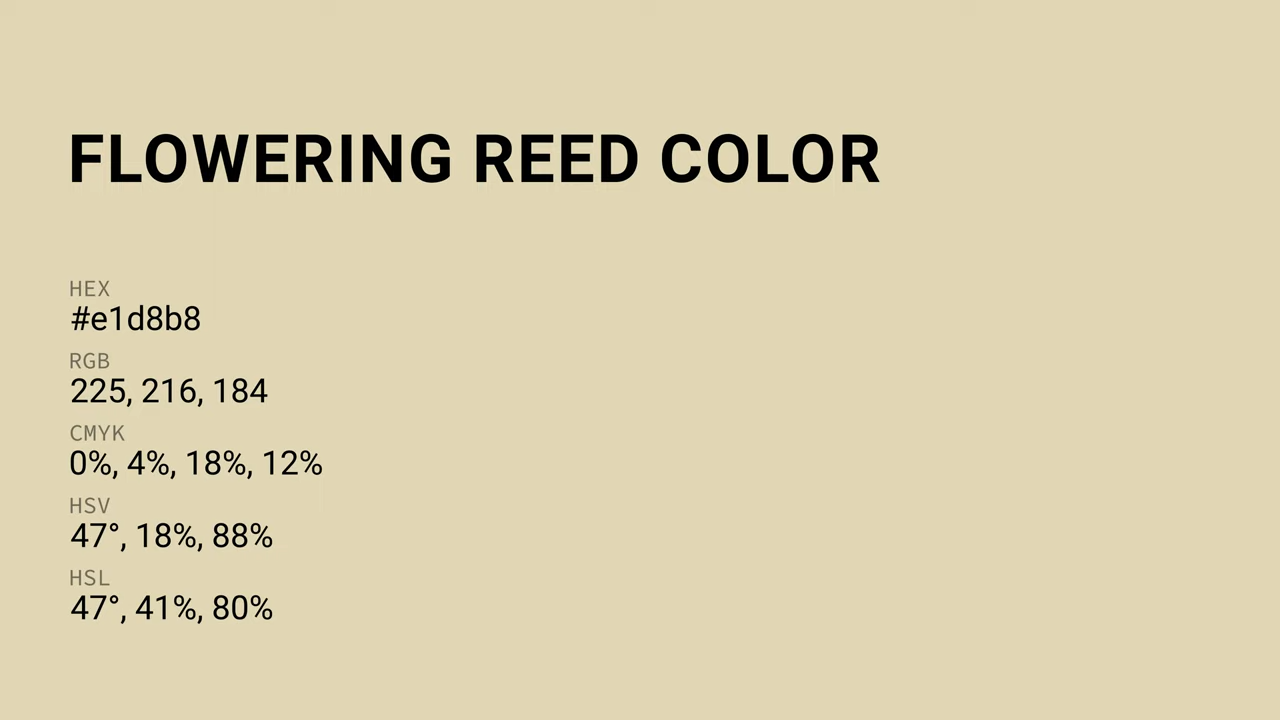 FLOWERING REED COLOR
HEX
#e1d8b8
RGB
225, 216, 184
CMYK
0%, 4%, 18%, 12%
HSV
47°, 18%, 88%
HSL
47°, 41%, 80%